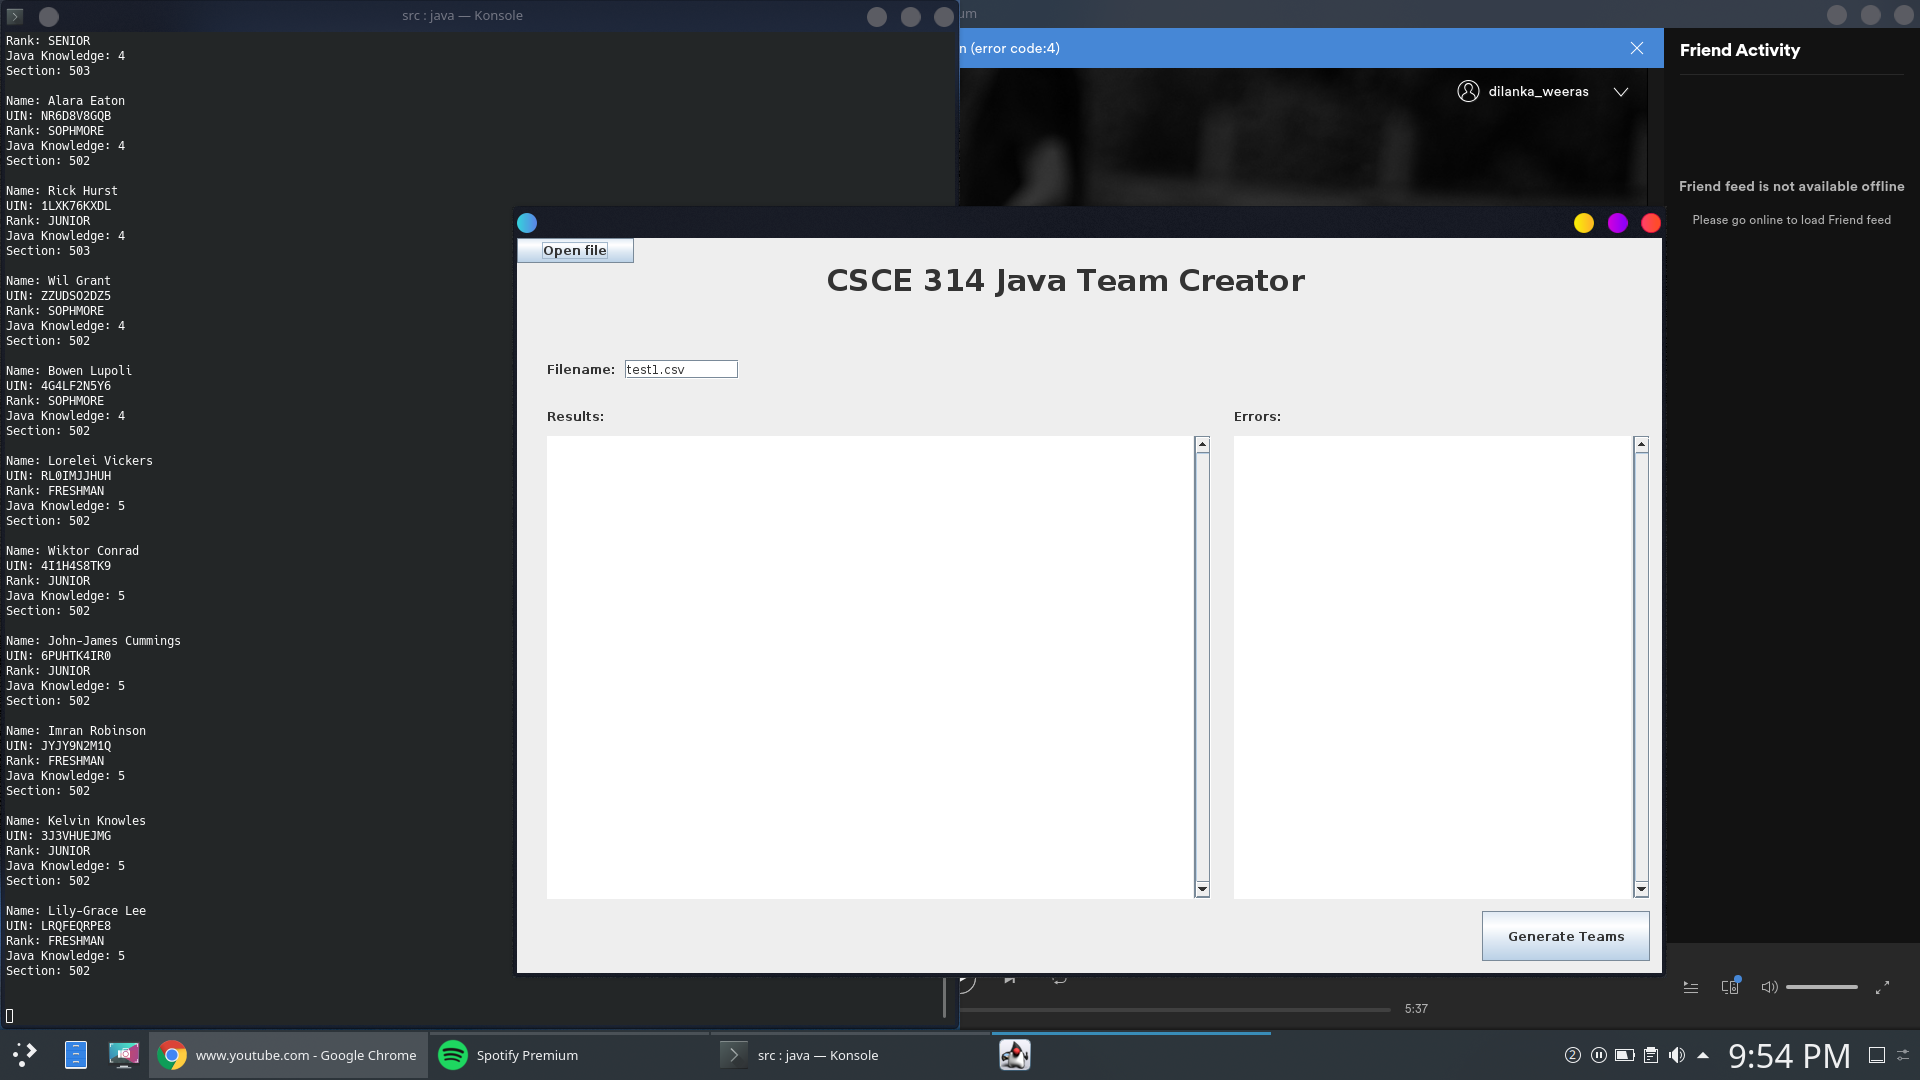 src : java — Konsole
Rank: SENIOR
Java Knowledge: 4
Section: 503
Name: Alara Eaton
UIN: NR6D8V8GQB
Rank: SOPHMORE
Java Knowledge: 4
Section: 502
Name: Rick Hurst
UIN: 1LXK76KXDL
Rank: JUNIOR
Java Knowledge: 4
Section: 503
Name: Wil Grant
UIN: ZZUDSO2DZ5
Rank: SOPHMORE
Java Knowledge: 4
Section: 502
Name: Bowen Lupoli
UIN: 4G4LF2N5Y6
Rank: SOPHMORE
Java Knowledge: 4
Section: 502
Name: Lorelei Vickers
UIN: RL0IMJJHUH
Rank: FRESHMAN
Java Knowledge: 5
Section: 502
Name: Wiktor Conrad
UIN: 4I1H4S8TK9
Rank: JUNIOR
Java Knowledge: 5
Section: 502
Name: John-James Cummings
UIN: 6PUHTK4IR0
Rank: JUNIOR
Java Knowledge: 5
Section: 502
Name: Imran Robinson
UIN: JYJY9N2M1Q
Rank: FRESHMAN
Java Knowledge: 5
Section: 502
Name: Kelvin Knowles
UIN: 3J3VHUEJMG
Rank: JUNIOR
Java Knowledge: 5
Section: 502
Name: Lily-Grace Lee
UIN: LRQFEQRPE8
Rank: FRESHMAN
Java Knowledge: 5
Section: 502
um
n (error code:4)
dilanka_weeras
Friend Activity
Friend feed is not available offline
Please go online to load Friend feed
Open file
CSCE 314 Java Team Creator
Filename: test1.csv
Results:
Errors:
Generate Teams
5:37
www.youtube.com - Google Chrome
Spotify Premium
src : java — Konsole
2
9:54 PM